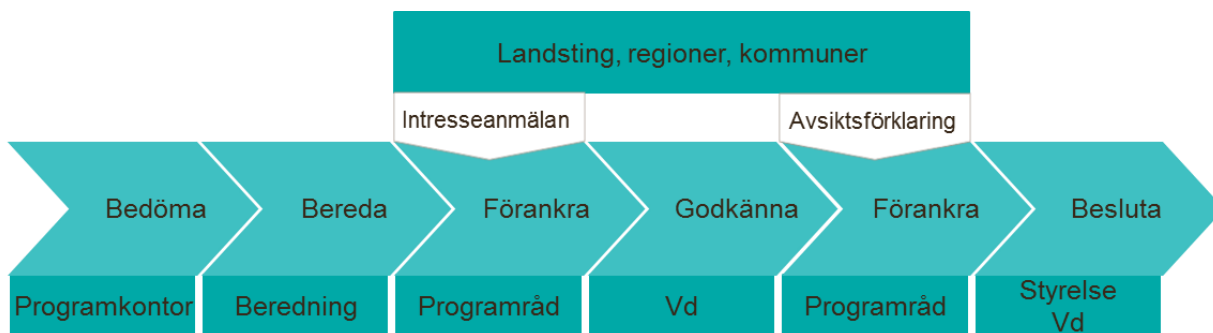 Landsting, regioner, kommuner
Intresseanmälan
Avsiktsförklaring
Bedöma
Bereda
Förankra
Godkänna
Förankra
Besluta
Programkontor
Beredning
Programråd
Vd
Programråd
Styrelse
Vd